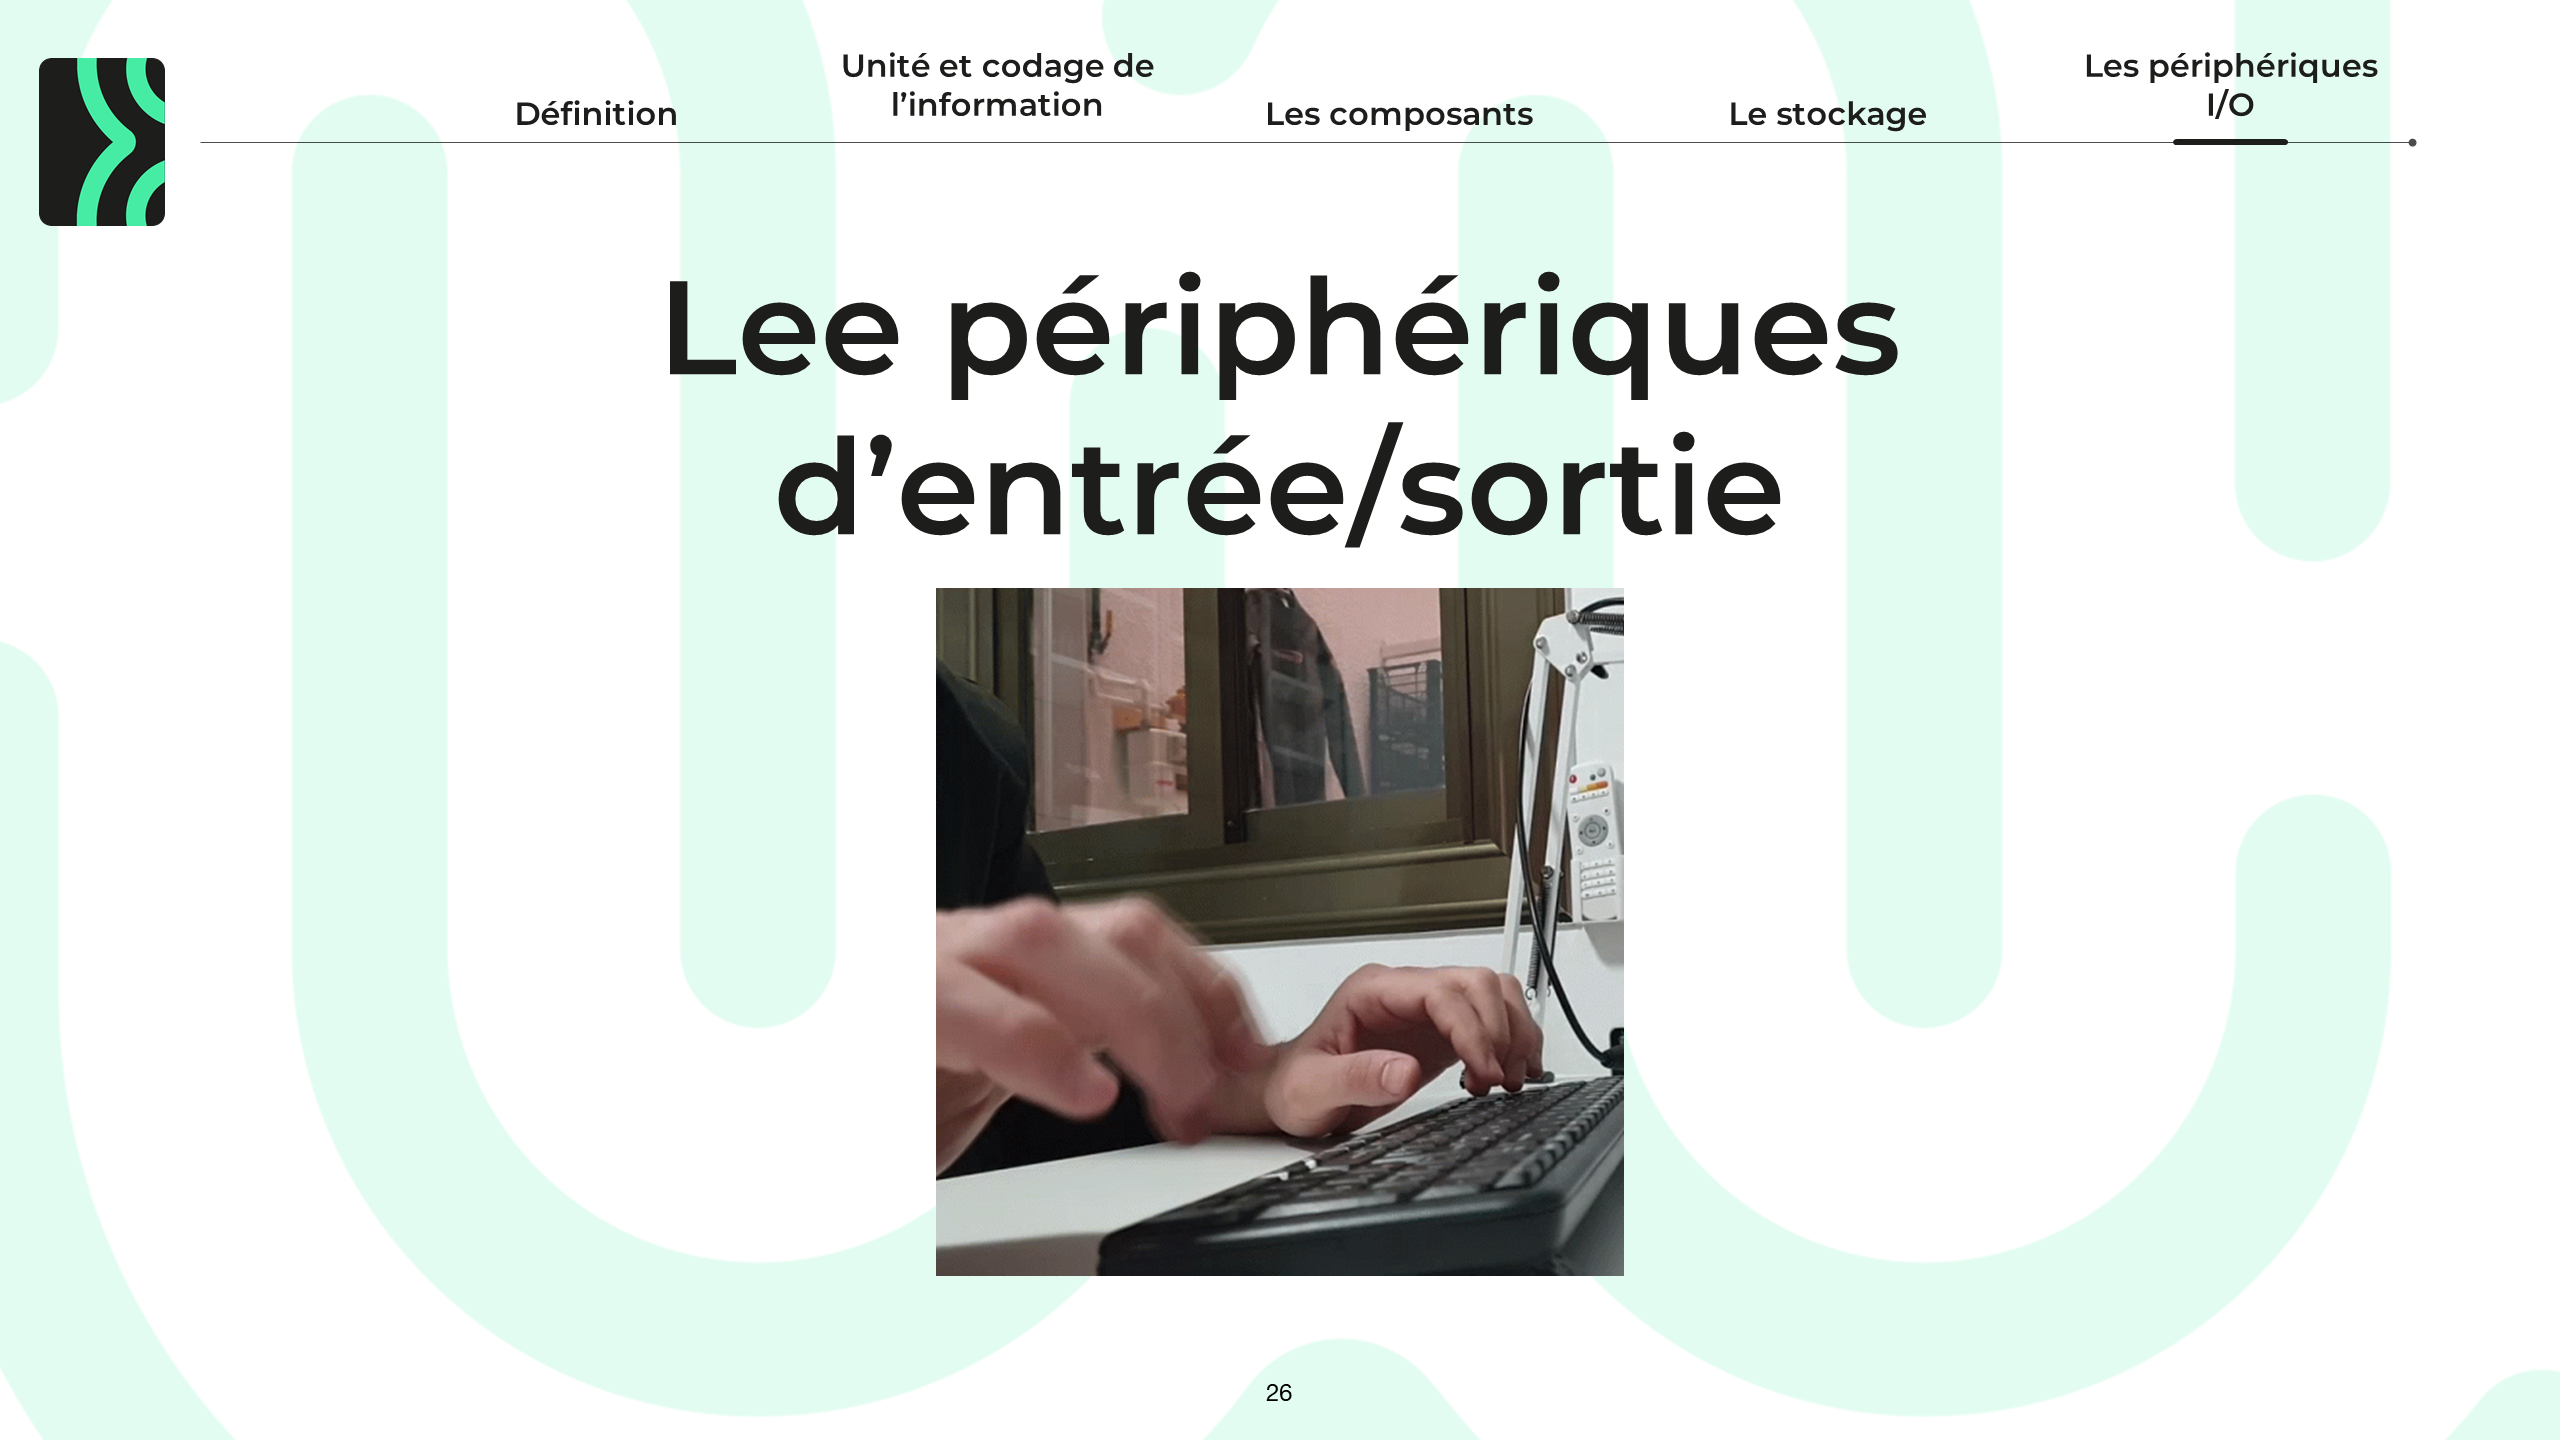 Définition
Unité et codage de
l’information
Les composants
Le stockage
Les périphériques
I/O
Lee périphériques
d’entrée/sortie
26